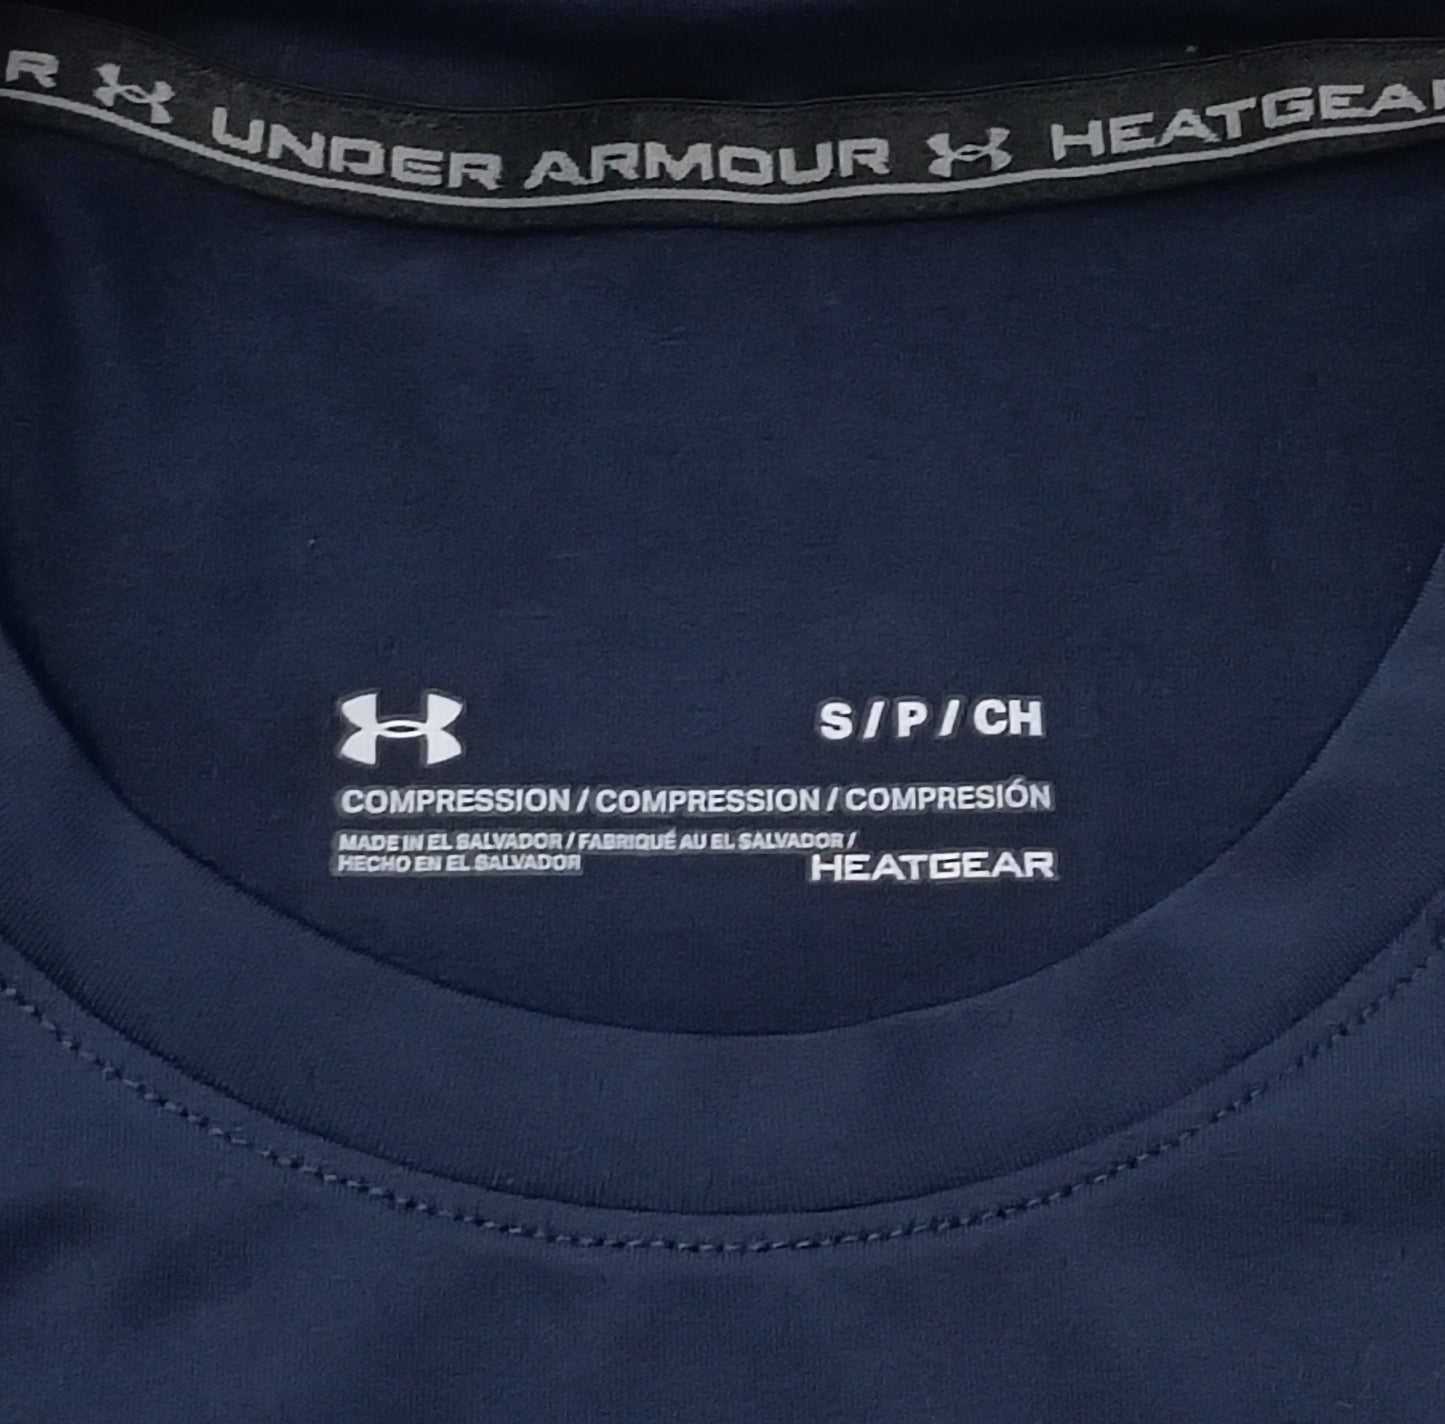 R UNDER ARMOUR HEATGEAR
S / P / CH
COMPRESSION / COMPRESSION / COMPRESIÓN
MADE IN EL SALVADOR / FABRIQUÉ AU EL SALVADOR /
HECHO EN EL SALVADOR
HEATGEAR